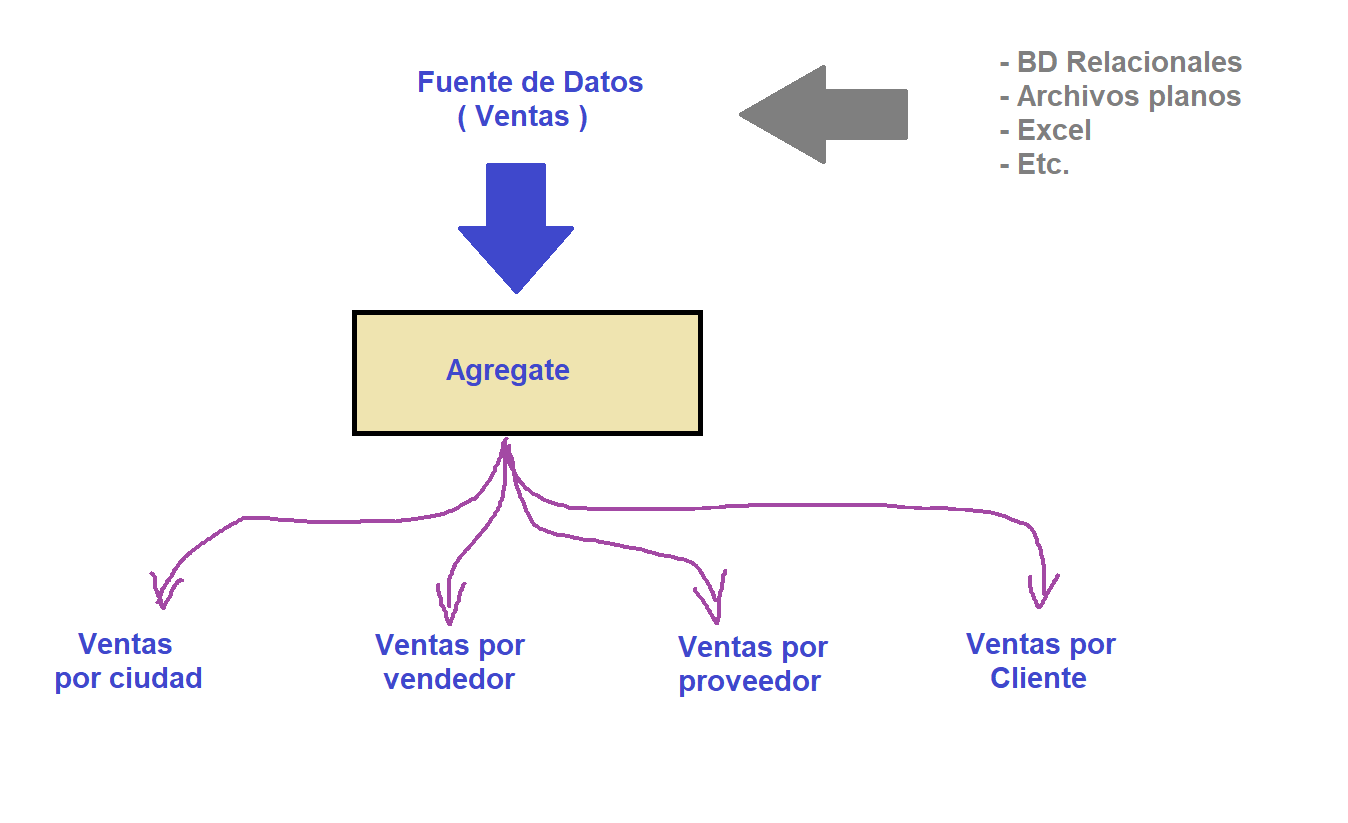 Fuente de Datos
( Ventas )
- BD Relacionales
- Archivos planos
- Excel
- Etc.
Agregate
Ventas
por ciudad
Ventas por
vendedor
Ventas por
proveedor
Ventas por
Cliente